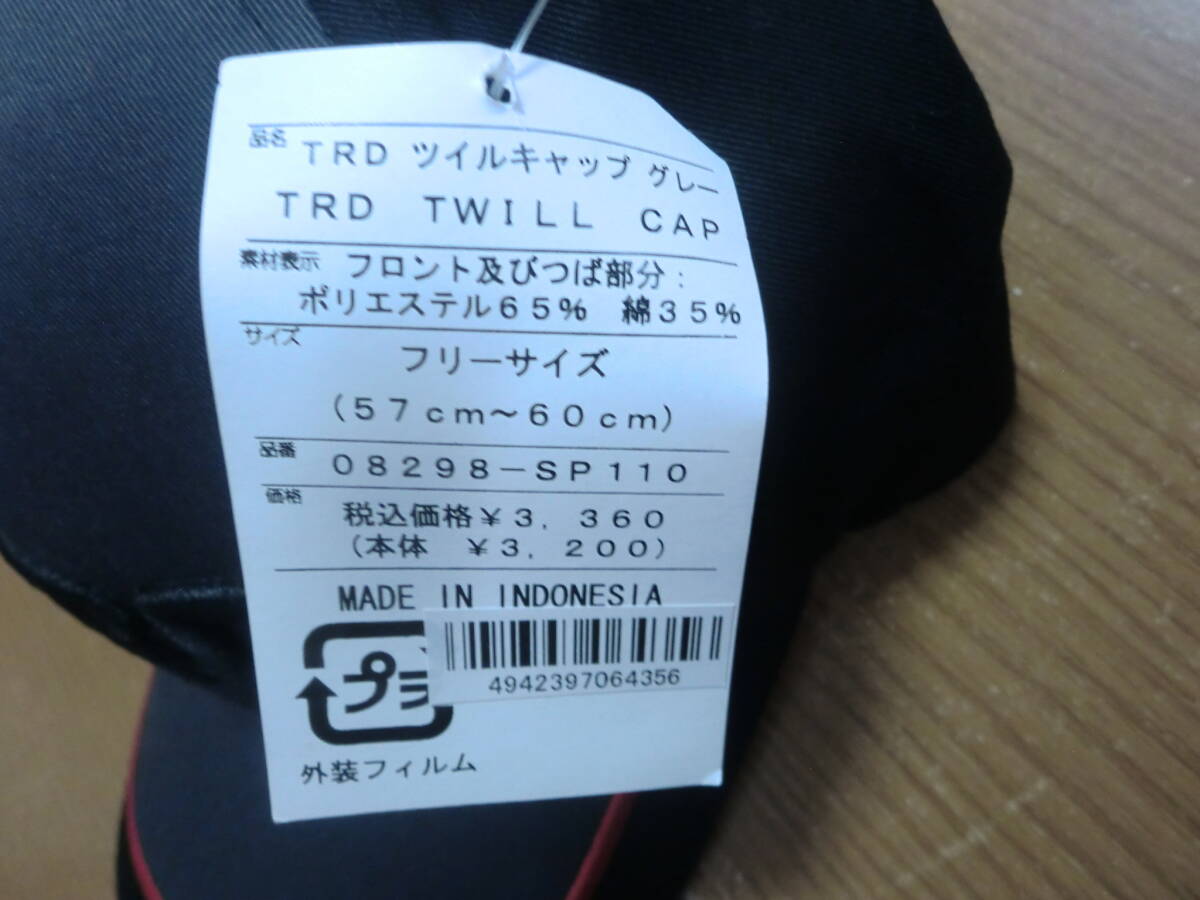 品名 TRD ツイルキャップ グレー
TRD TWILL CAP
素材表示 フロント及びつば部分:
ポリエステル65% 綿35%
サイズ
フリーサイズ
(57cm〜60cm)
品番 08298-SP110
価格 税込価格¥3,360
(本体 ¥3,200)
MADE IN INDONESIA
プラ
4942397064356
外装フィルム